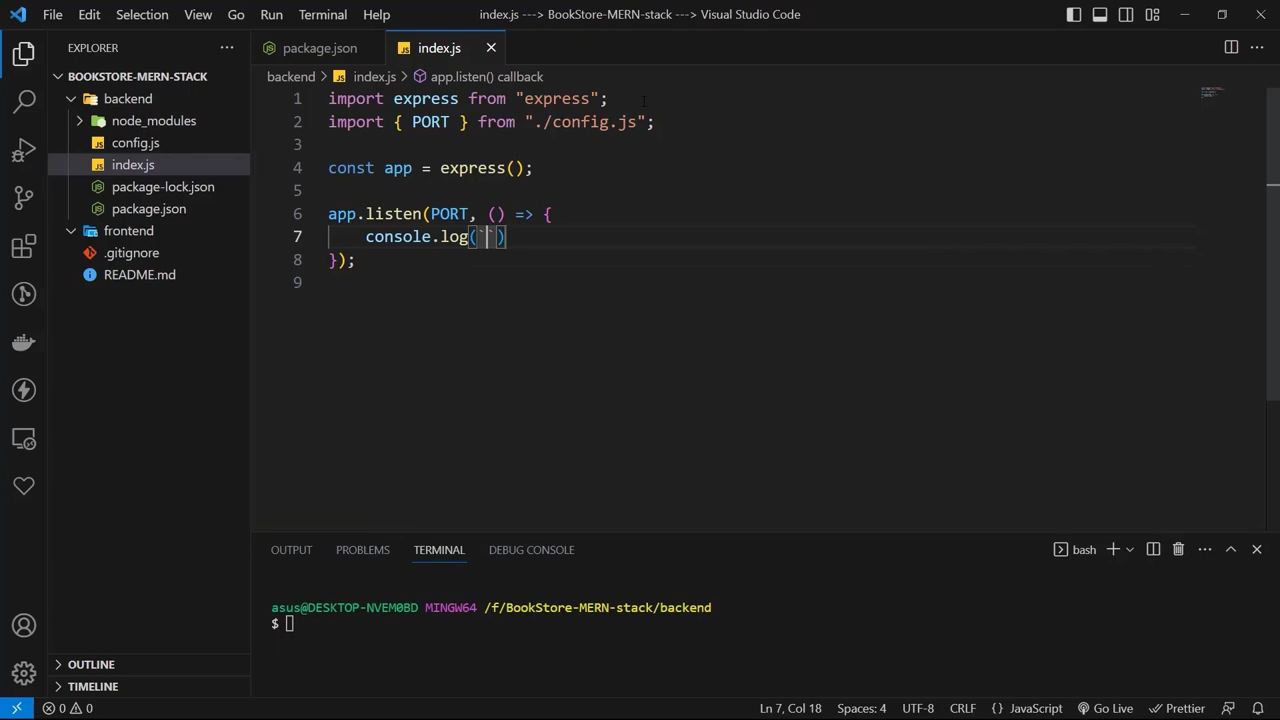 File Edit Selection View Go Run Terminal Help index.js ---> BookStore-MERN-stack ---> Visual Studio Code
EXPLORER
package.json
index.js
BOOKSTORE-MERN-STACK
backend
node_modules
config.js
index.js
package-lock.json
package.json
frontend
.gitignore
README.md
OUTLINE
TIMELINE
backend > index.js > app.listen() callback
1 import express from "express";
2 import { PORT } from "./config.js";
3
4 const app = express();
5
6 app.listen(PORT, () => {
7 console.log(``)
8 });
9
OUTPUT PROBLEMS TERMINAL DEBUG CONSOLE bash
asus@DESKTOP-NVEM0BD MINGW64 /f/BookStore-MERN-stack/backend
$
0 0 Ln 7, Col 18 Spaces: 4 UTF-8 CRLF {} JavaScript Go Live Prettier